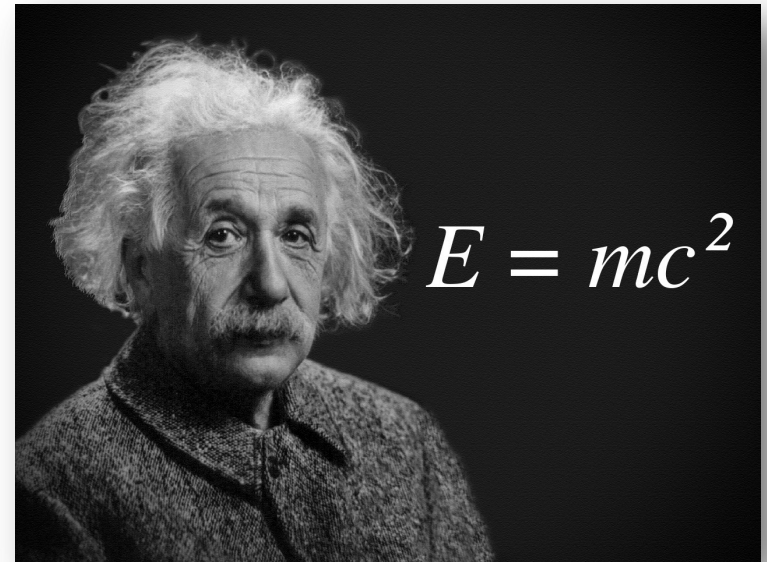 E = mc²